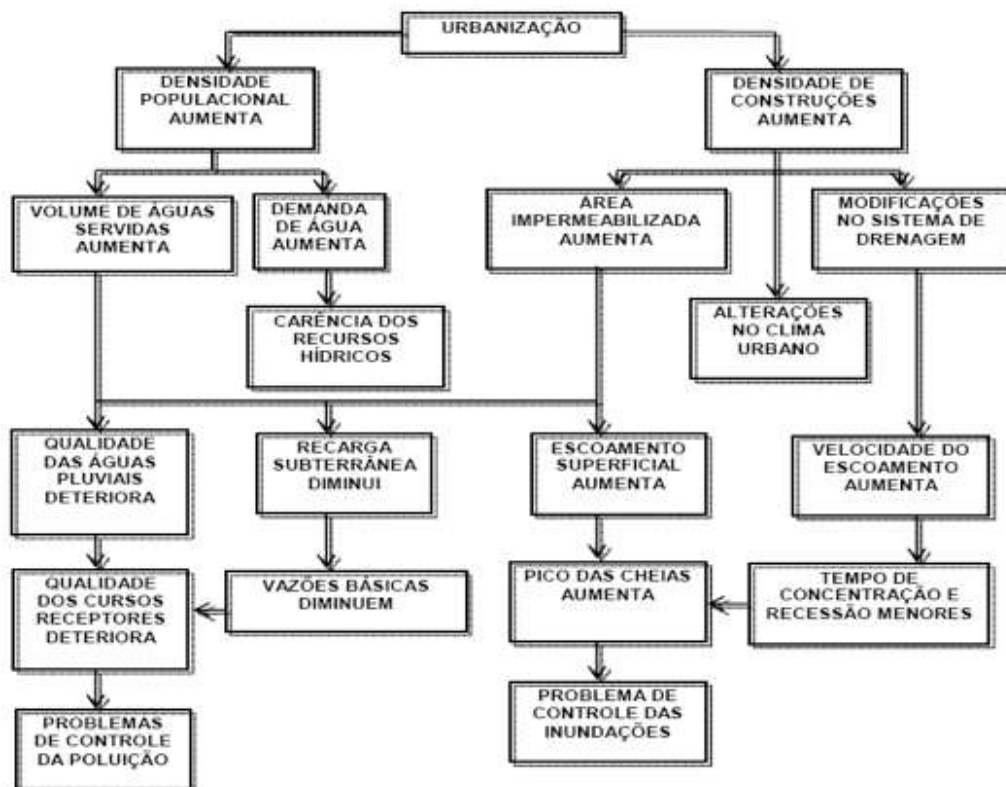 URBANIZAÇÃO
DENSIDADE
POPULACIONAL
AUMENTA
DENSIDADE DE
CONSTRUÇÕES
AUMENTA
VOLUME DE ÁGUAS
SERVIDAS
AUMENTA
DEMANDA
DE ÁGUA
AUMENTA
ÁREA
IMPERMEABILIZADA
AUMENTA
MODIFICAÇÕES
NO SISTEMA DE
DRENAGEM
CARÊNCIA DOS
RECURSOS
HÍDRICOS
ALTERAÇÕES
NO CLIMA
URBANO
QUALIDADE
DAS ÁGUAS
PLUVIAIS
DETERIORA
RECARGA
SUBTERRÂNEA
DIMINUI
ESCOAMENTO
SUPERFICIAL
AUMENTA
VELOCIDADE DO
ESCOAMENTO
AUMENTA
QUALIDADE
DOS CURSOS
RECEPTORES
DETERIORA
VAZÕES BÁSICAS
DIMINUEM
PICO DAS CHEIAS
AUMENTA
TEMPO DE
CONCENTRAÇÃO E
RECESSÃO MENORES
PROBLEMAS
DE CONTROLE
DA POLUIÇÃO
PROBLEMA DE
CONTROLE DAS
INUNDAÇÕES